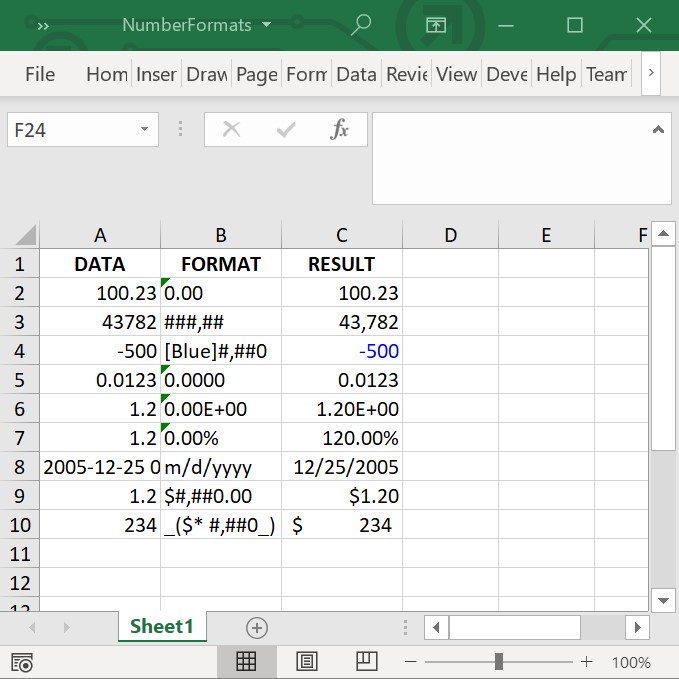 NumberFormats
File Hom Inser Draw Page Form Data Revie View Deve Help Team
F24 fx
A B C D E F
1 DATA FORMAT RESULT
2 100.23 0.00 100.23
3 43782 ###,## 43,782
4 -500 [Blue]#,##0 -500
5 0.0123 0.0000 0.0123
6 1.2 0.00E+00 1.20E+00
7 1.2 0.00% 120.00%
8 2005-12-25 0 m/d/yyyy 12/25/2005
9 1.2 $#,##0.00 $1.20
10 234 _($* #,##0_) $ 234
11
12
Sheet1
100%